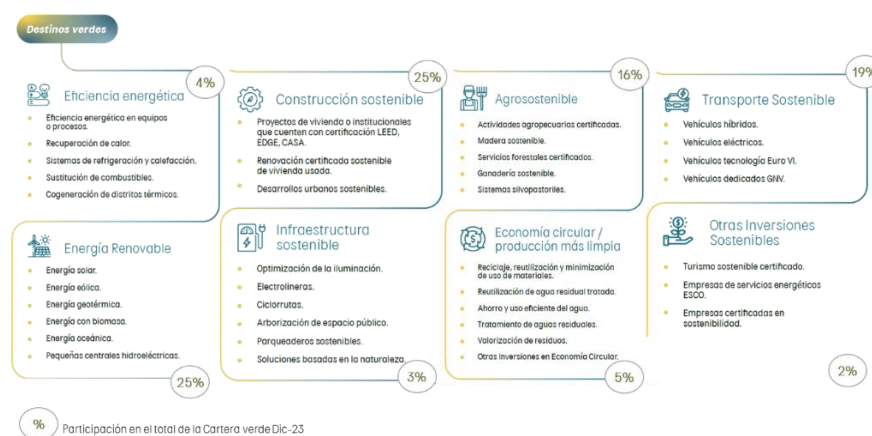 Destinos verdes
4%
Eficiencia energética
Eficiencia energética en equipos
o procesos.
Recuperación de calor.
Sistemas de refrigeración y calefacción.
Sustitución de combustibles.
Cogeneración de distritos térmicos.
25%
Construcción sostenible
Proyectos de vivienda o institucionales
que cuenten con certificación LEED,
EDGE, CASA.
Renovación certificada sostenible
de vivienda usada.
Desarrollos urbanos sostenibles.
16%
Agrosostenible
Actividades agropecuarias certificadas.
Madera sostenible.
Servicios forestales certificados.
Ganadería sostenible.
Sistemas silvopastoriles.
19%
Transporte Sostenible
Vehículos híbridos.
Vehículos eléctricos.
Vehículos tecnología Euro VI.
Vehículos dedicados GNV.
Energía Renovable
Energía solar.
Energía eólica.
Energía geotérmica.
Energía con biomasa.
Energía oceánica.
Pequeñas centrales hidroeléctricas.
25%
Infraestructura
sostenible
Optimización de la iluminación.
Electrolineras.
Ciclorrutas.
Arborización de espacio público.
Parqueaderos sostenibles.
Soluciones basadas en la naturaleza.
3%
Economía circular /
producción más limpia
Reciclaje, reutilización y minimización
de uso de materiales.
Reutilización de agua residual tratada.
Ahorro y uso eficiente del agua.
Tratamiento de aguas residuales.
Valorización de residuos.
Otras Inversiones en Economía Circular.
5%
Otras Inversiones
Sostenibles
Turismo sostenible certificado.
Empresas de servicios energéticos
ESCO.
Empresas certificadas en
sostenibilidad.
2%
% Participación en el total de la Cartera verde Dic-23